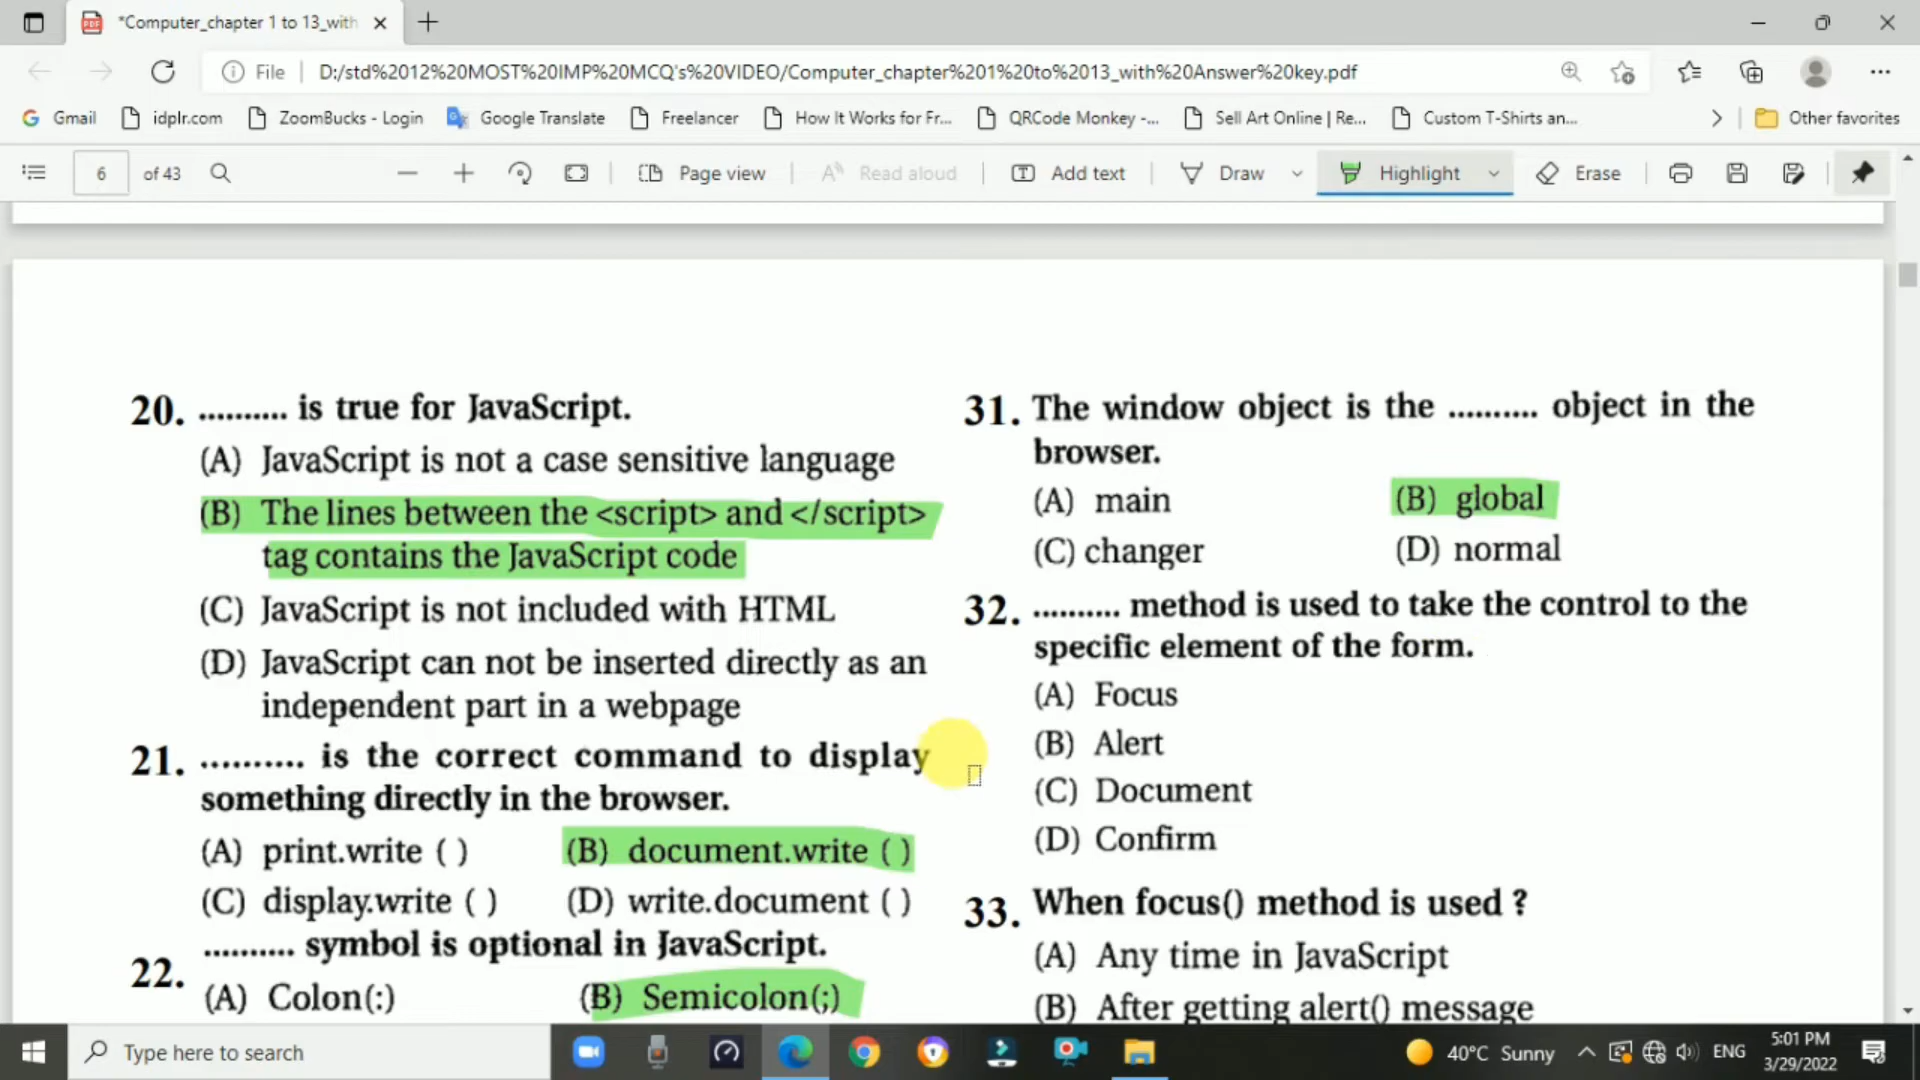 *Computer_chapter 1 to 13_with
File
D:/std%2012%20MOST%20IMP%20MCQ's%20VIDEO/Computer_chapter%201%20to%2013_with%20Answer%20key.pdf
Gmail
idplr.com
ZoomBucks - Login
Google Translate
Freelancer
How It Works for Fr...
QRCode Monkey -...
Sell Art Online | Re...
Custom T-Shirts an...
Other favorites
6 of 43
Page view
Read aloud
Add text
Draw
Highlight
Erase
20. .......... is true for JavaScript.
(A) JavaScript is not a case sensitive language
(B) The lines between the <script> and </script>
tag contains the JavaScript code
(C) JavaScript is not included with HTML
(D) JavaScript can not be inserted directly as an
independent part in a webpage
21. .......... is the correct command to display
something directly in the browser.
(A) print.write ( ) (B) document.write ( )
(C) display.write ( ) (D) write.document ( )
22. .......... symbol is optional in JavaScript.
(A) Colon(:) (B) Semicolon(;)
31. The window object is the .......... object in the
browser.
(A) main (B) global
(C) changer (D) normal
32. .......... method is used to take the control to the
specific element of the form.
(A) Focus
(B) Alert
(C) Document
(D) Confirm
33. When focus() method is used ?
(A) Any time in JavaScript
(B) After getting alert() message
Type here to search
40°C Sunny
ENG
5:01 PM
3/29/2022